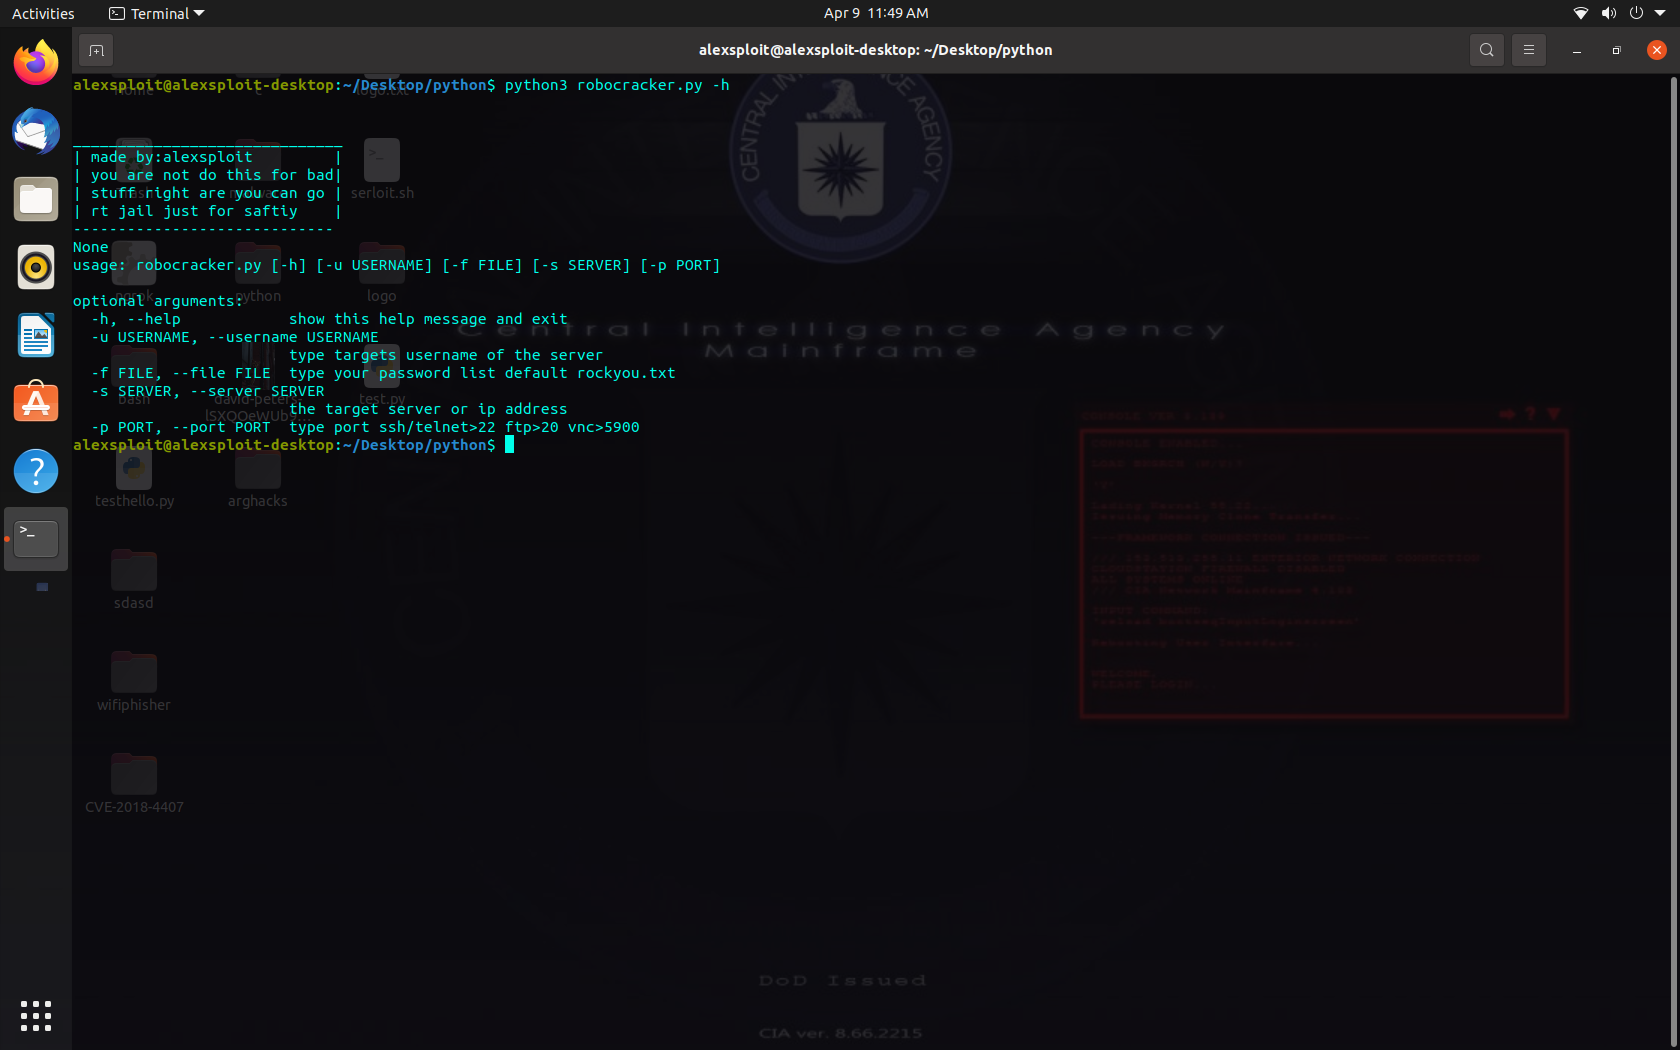 Activities
Terminal
Apr 9 11:49 AM
alexsploit@alexsploit-desktop: ~/Desktop/python
alexsploit@alexsploit-desktop:~/Desktop/python$ python3 robocracker.py -h
______________________________
| made by:alexsploit         |
| you are not do this for bad|
| stuff right are you can go |
| rt jail just for saftiy    |
-----------------------------
None
usage: robocracker.py [-h] [-u USERNAME] [-f FILE] [-s SERVER] [-p PORT]
optional arguments:
-h, --help            show this help message and exit
-u USERNAME, --username USERNAME
type targets username of the server
-f FILE, --file FILE  type your password list default rockyou.txt
-s SERVER, --server SERVER
the target server or ip address
-p PORT, --port PORT  type port ssh/telnet>22 ftp>20 vnc>5900
alexsploit@alexsploit-desktop:~/Desktop/python$
logo.txt
serloit.sh
ngrok
python
logo
bash
david-peters-
test.py
testhello.py
arghacks
sdasd
wifiphisher
CVE-2018-4407
CENTRAL INTELLIGENCE AGENCY
Central Intelligence Agency
Mainframe
DoD Issued
CIA ver. 8.66.2215